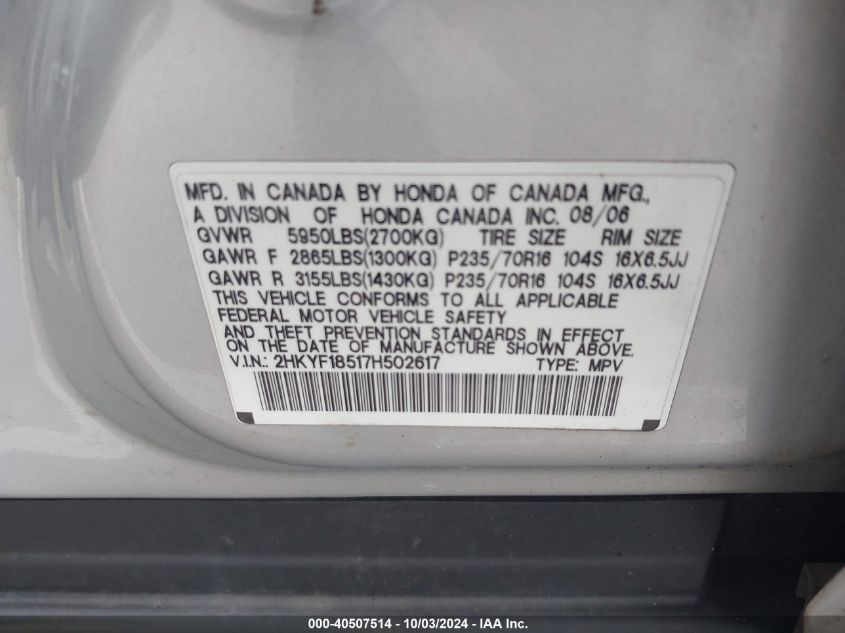 MFD. IN CANADA BY HONDA OF CANADA MFG.,
A DIVISION OF HONDA CANADA INC. 08/06
GVWR 5950LBS(2700KG) TIRE SIZE RIM SIZE
GAWR F 2865LBS(1300KG) P235/70R16 104S 16X6.5JJ
GAWR R 3155LBS(1430KG) P235/70R16 104S 16X6.5JJ
THIS VEHICLE CONFORMS TO ALL APPLICABLE
FEDERAL MOTOR VEHICLE SAFETY
AND THEFT PREVENTION STANDARDS IN EFFECT
ON THE DATE OF MANUFACTURE SHOWN ABOVE.
V.I.N.: 2HKYF18517H502617 TYPE: MPV
000-40507514 - 10/03/2024 - IAA Inc.